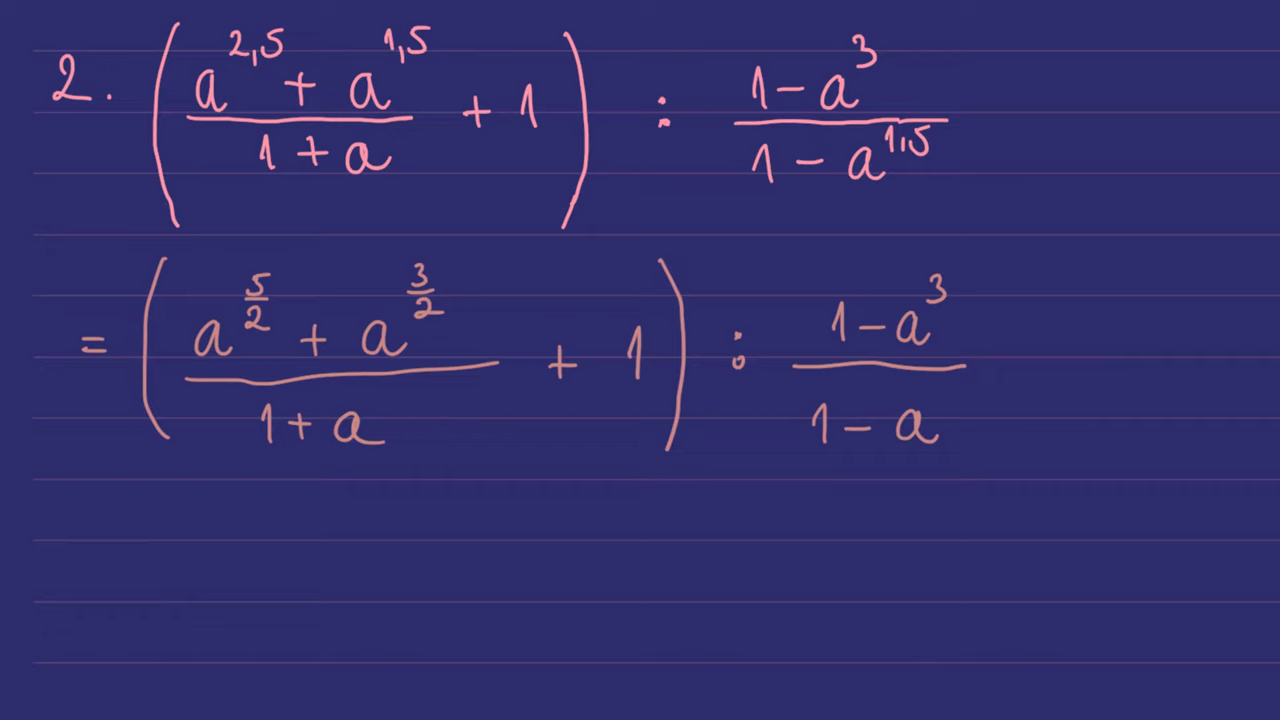 2. ( (a^{2,5} + a^{1,5}) / (1 + a) + 1 ) : (1 - a^3) / (1 - a^{1,5})
= ( (a^{5/2} + a^{3/2}) / (1 + a) + 1 ) : (1 - a^3) / (1 - a)